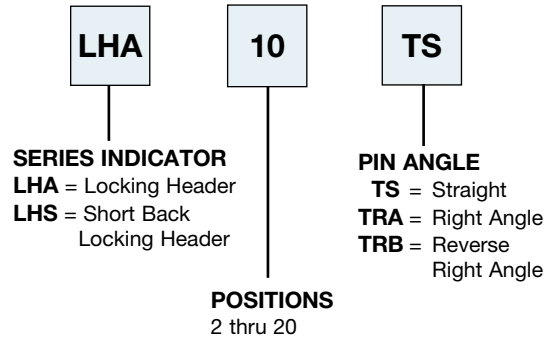 LHA 10 TS
SERIES INDICATOR
LHA = Locking Header
LHS = Short Back
Locking Header
POSITIONS
2 thru 20
PIN ANGLE
TS = Straight
TRA = Right Angle
TRB = Reverse
Right Angle